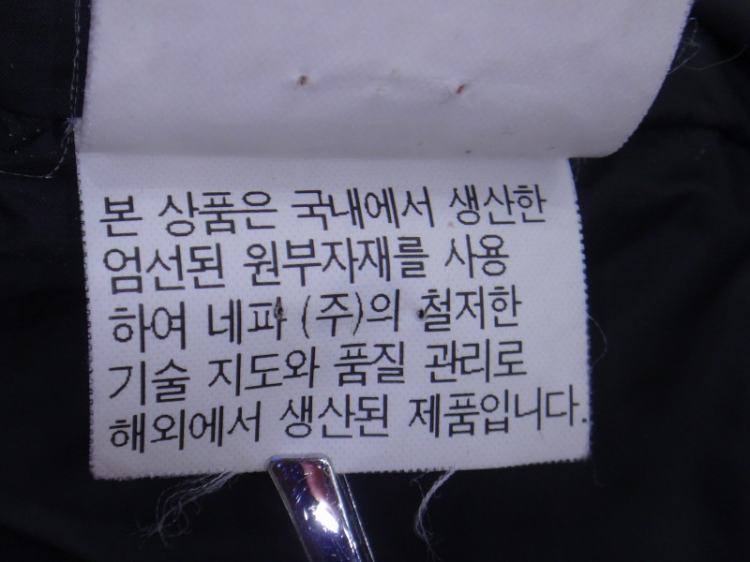 본 상품은 국내에서 생산한
엄선된 원부자재를 사용
하여 네파 (주)의 철저한
기술 지도와 품질 관리로
해외에서 생산된 제품입니다.